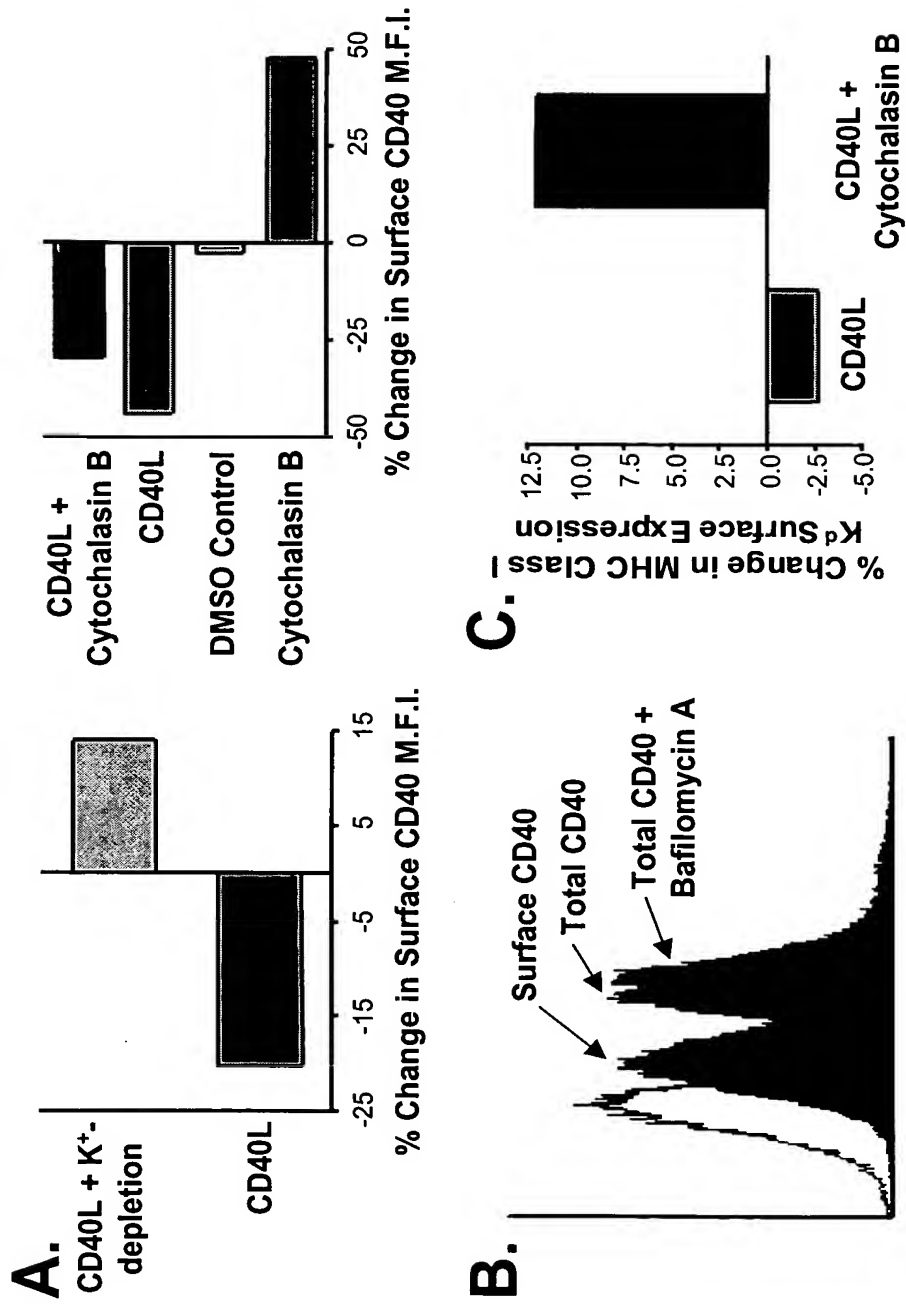 A.
CD40L + K⁺-
depletion
CD40L
-25
-15
-5
5
15
% Change in Surface CD40 M.F.I.
CD40L +
Cytochalasin B
CD40L
DMSO Control
Cytochalasin B
-50
-25
0
25
50
% Change in Surface CD40 M.F.I.
B.
Surface CD40
Total CD40
Total CD40 +
Bafilomycin A
C.
% Change in MHC Class I
Kᵈ Surface Expression
12.5
10.0
7.5
5.0
2.5
0.0
-2.5
-5.0
CD40L
CD40L +
Cytochalasin B